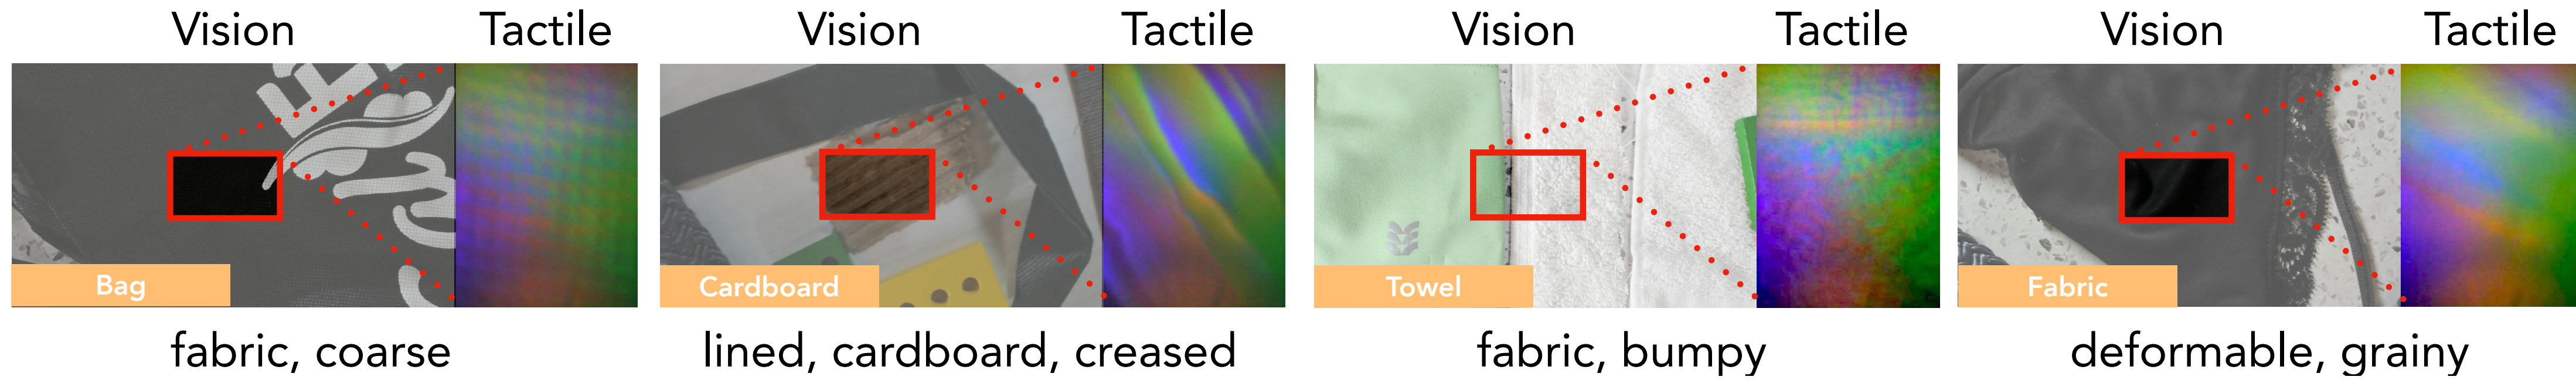 Vision Tactile Vision Tactile Vision Tactile Vision Tactile
Bag Cardboard Towel Fabric
fabric, coarse lined, cardboard, creased fabric, bumpy deformable, grainy